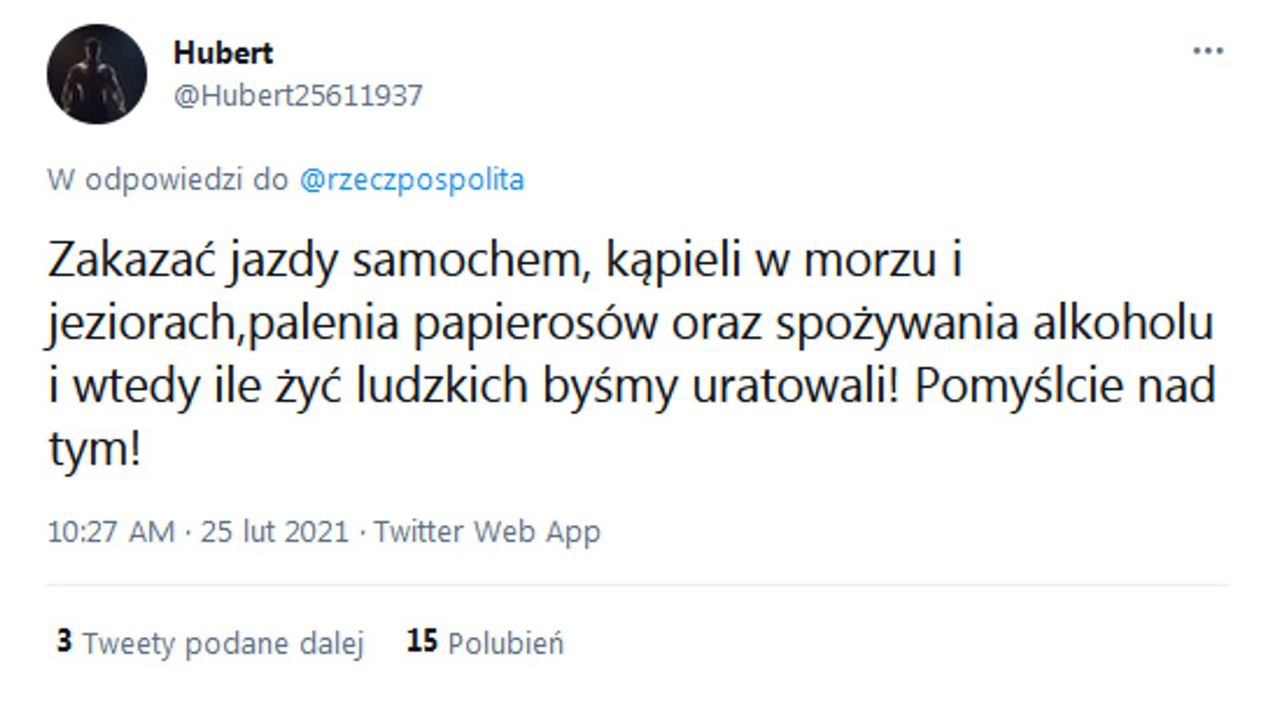 Hubert
@Hubert25611937
W odpowiedzi do @rzeczpospolita
Zakazać jazdy samochem, kąpieli w morzu i
jeziorach,palenia papierosów oraz spożywania alkoholu
i wtedy ile żyć ludzkich byśmy uratowali! Pomyślcie nad
tym!
10:27 AM · 25 lut 2021 · Twitter Web App
3 Tweety podane dalej 15 Polubień